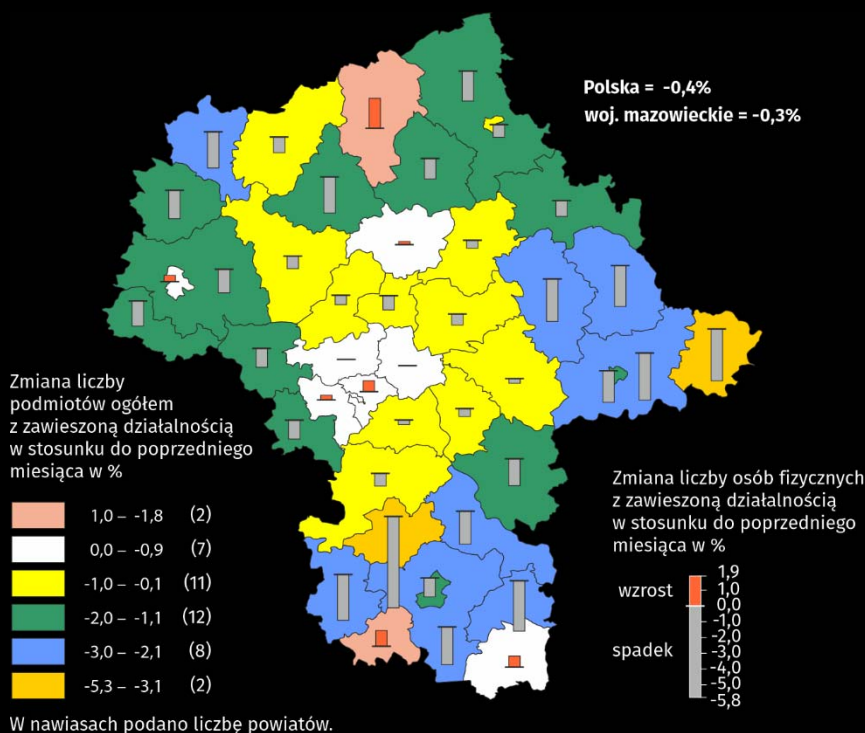 Polska = -0,4%
woj. mazowieckie = -0,3%
Zmiana liczby
podmiotów ogółem
z zawieszoną działalnością
w stosunku do poprzedniego
miesiąca w %
1,0 – -1,8 (2)
0,0 – -0,9 (7)
-1,0 – -0,1 (11)
-2,0 – -1,1 (12)
-3,0 – -2,1 (8)
-5,3 – -3,1 (2)
W nawiasach podano liczbę powiatów.
Zmiana liczby osób fizycznych
z zawieszoną działalnością
w stosunku do poprzedniego
miesiąca w %
wzrost
spadek
1,9
1,0
0,0
-1,0
-2,0
-3,0
-4,0
-5,0
-5,8